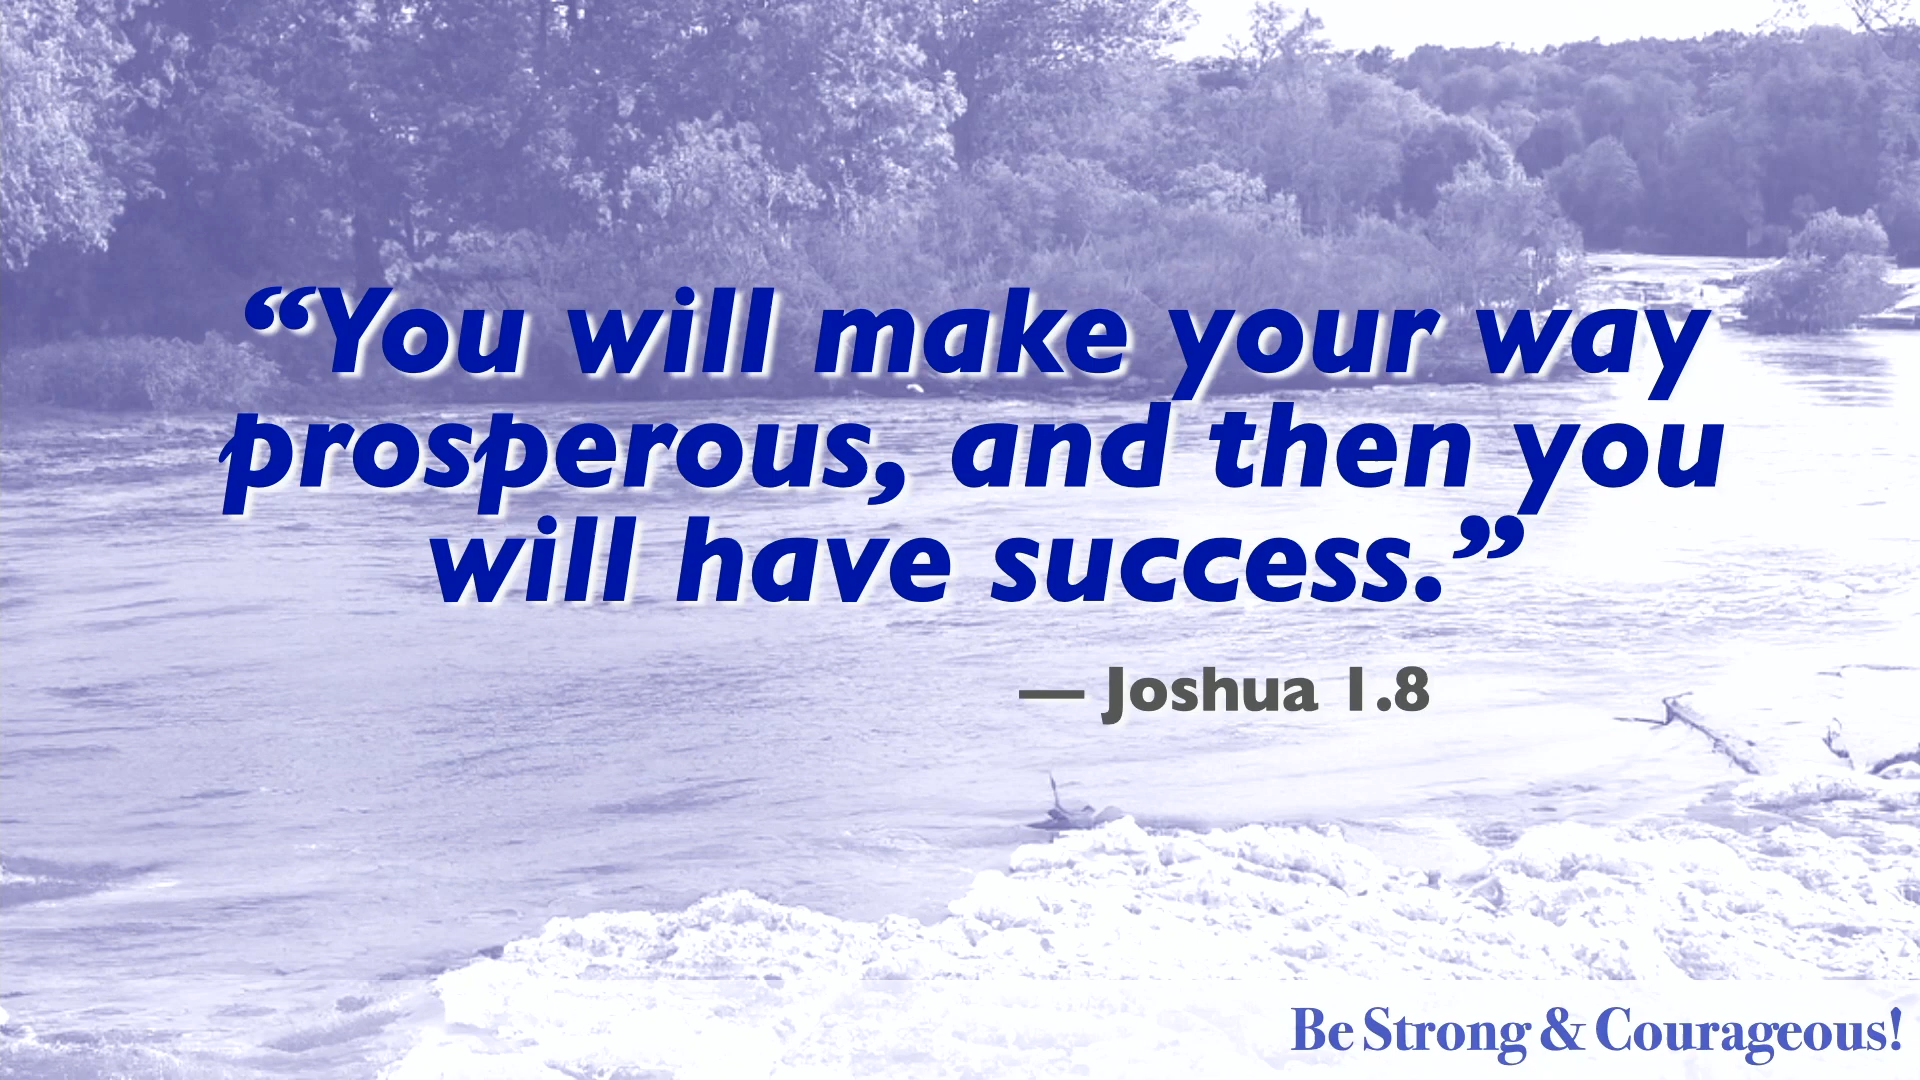 “You will make your way
prosperous, and then you
will have success.”
— Joshua 1.8
Be Strong & Courageous!